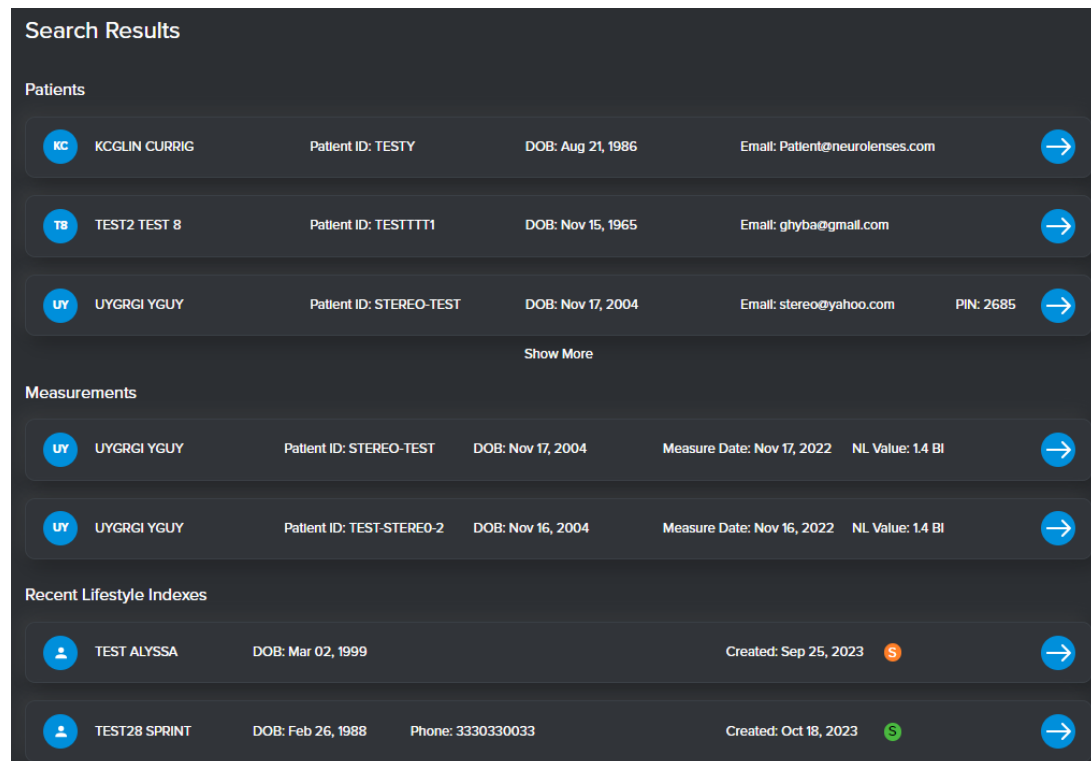 Search Results
Patients
KC KCGLIN CURRIG Patient ID: TESTY DOB: Aug 21, 1986 Email: Patient@neurolenses.com
T8 TEST2 TEST 8 Patient ID: TESTTTT1 DOB: Nov 15, 1965 Email: ghyba@gmail.com
UY UYGRGI YGUY Patient ID: STEREO-TEST DOB: Nov 17, 2004 Email: stereo@yahoo.com PIN: 2685
Show More
Measurements
UY UYGRGI YGUY Patient ID: STEREO-TEST DOB: Nov 17, 2004 Measure Date: Nov 17, 2022 NL Value: 1.4 BI
UY UYGRGI YGUY Patient ID: TEST-STERE0-2 DOB: Nov 16, 2004 Measure Date: Nov 16, 2022 NL Value: 1.4 BI
Recent Lifestyle Indexes
TEST ALYSSA DOB: Mar 02, 1999 Created: Sep 25, 2023 S
TEST28 SPRINT DOB: Feb 26, 1988 Phone: 3330330033 Created: Oct 18, 2023 S